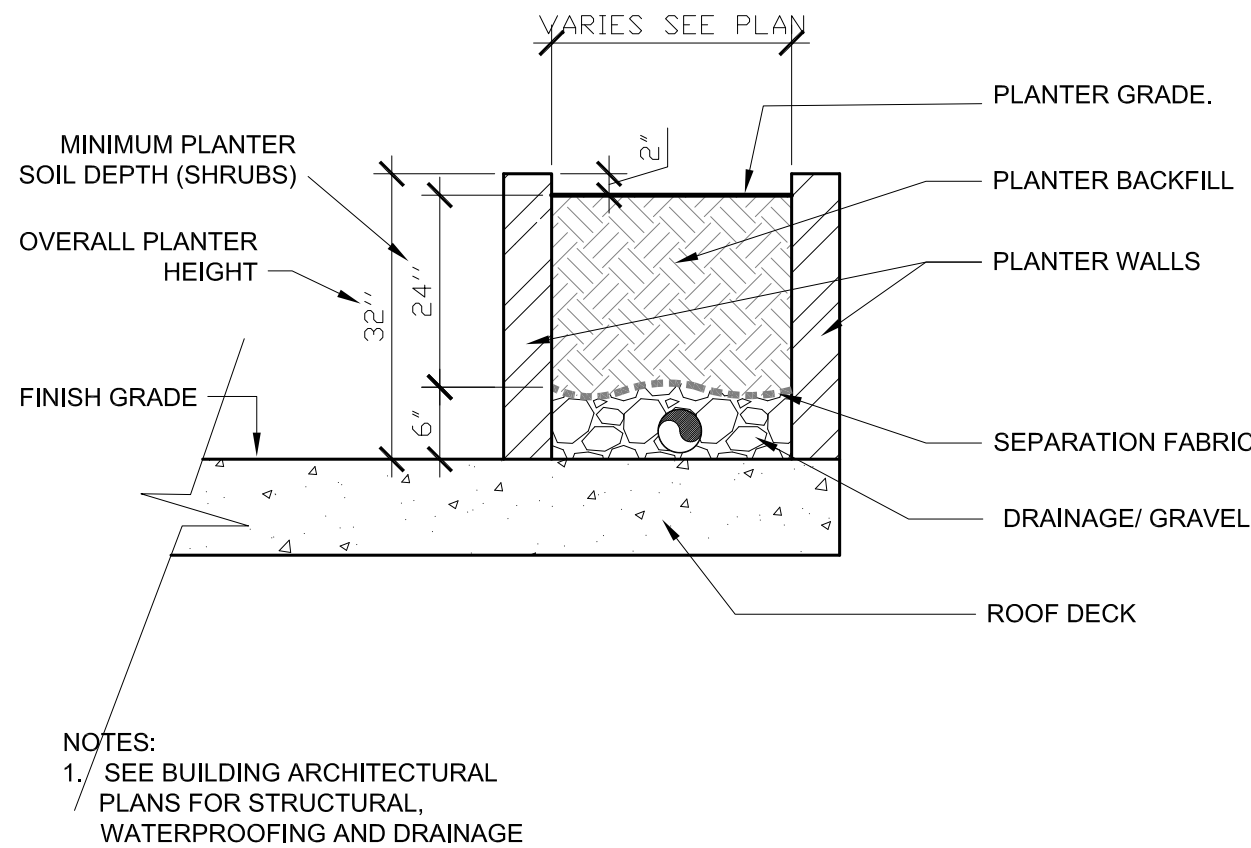 VARIES SEE PLAN
PLANTER GRADE.
2"
MINIMUM PLANTER
SOIL DEPTH (SHRUBS)
PLANTER BACKFILL
OVERALL PLANTER
HEIGHT
PLANTER WALLS
32''
24''
FINISH GRADE
6"
SEPARATION FABRIC
DRAINAGE/ GRAVEL
ROOF DECK
NOTES:
1. SEE BUILDING ARCHITECTURAL
PLANS FOR STRUCTURAL,
WATERPROOFING AND DRAINAGE